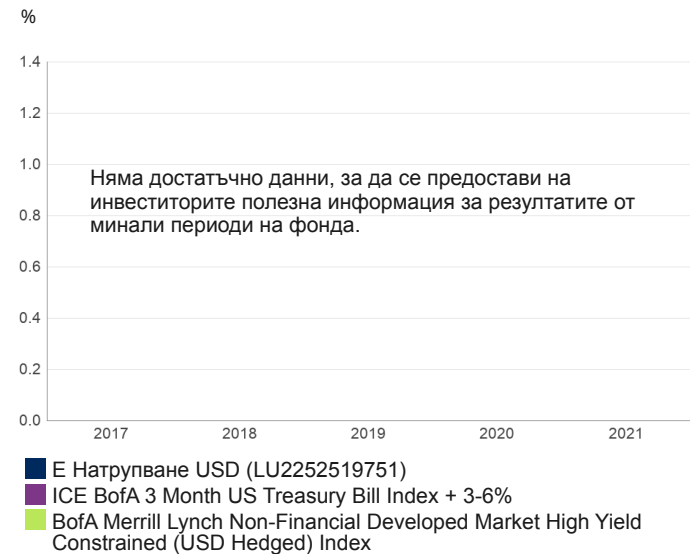 %
1.4
1.2
1.0
Няма достатъчно данни, за да се предостави на
инвеститорите полезна информация за резултатите от
0.8
минали периоди на фонда.
0.6
0.4
0.2
0.0
2017 2018 2019 2020 2021
E Натрупване USD (LU2252519751)
ICE BofA 3 Month US Treasury Bill Index + 3-6%
BofA Merrill Lynch Non-Financial Developed Market High Yield
Constrained (USD Hedged) Index